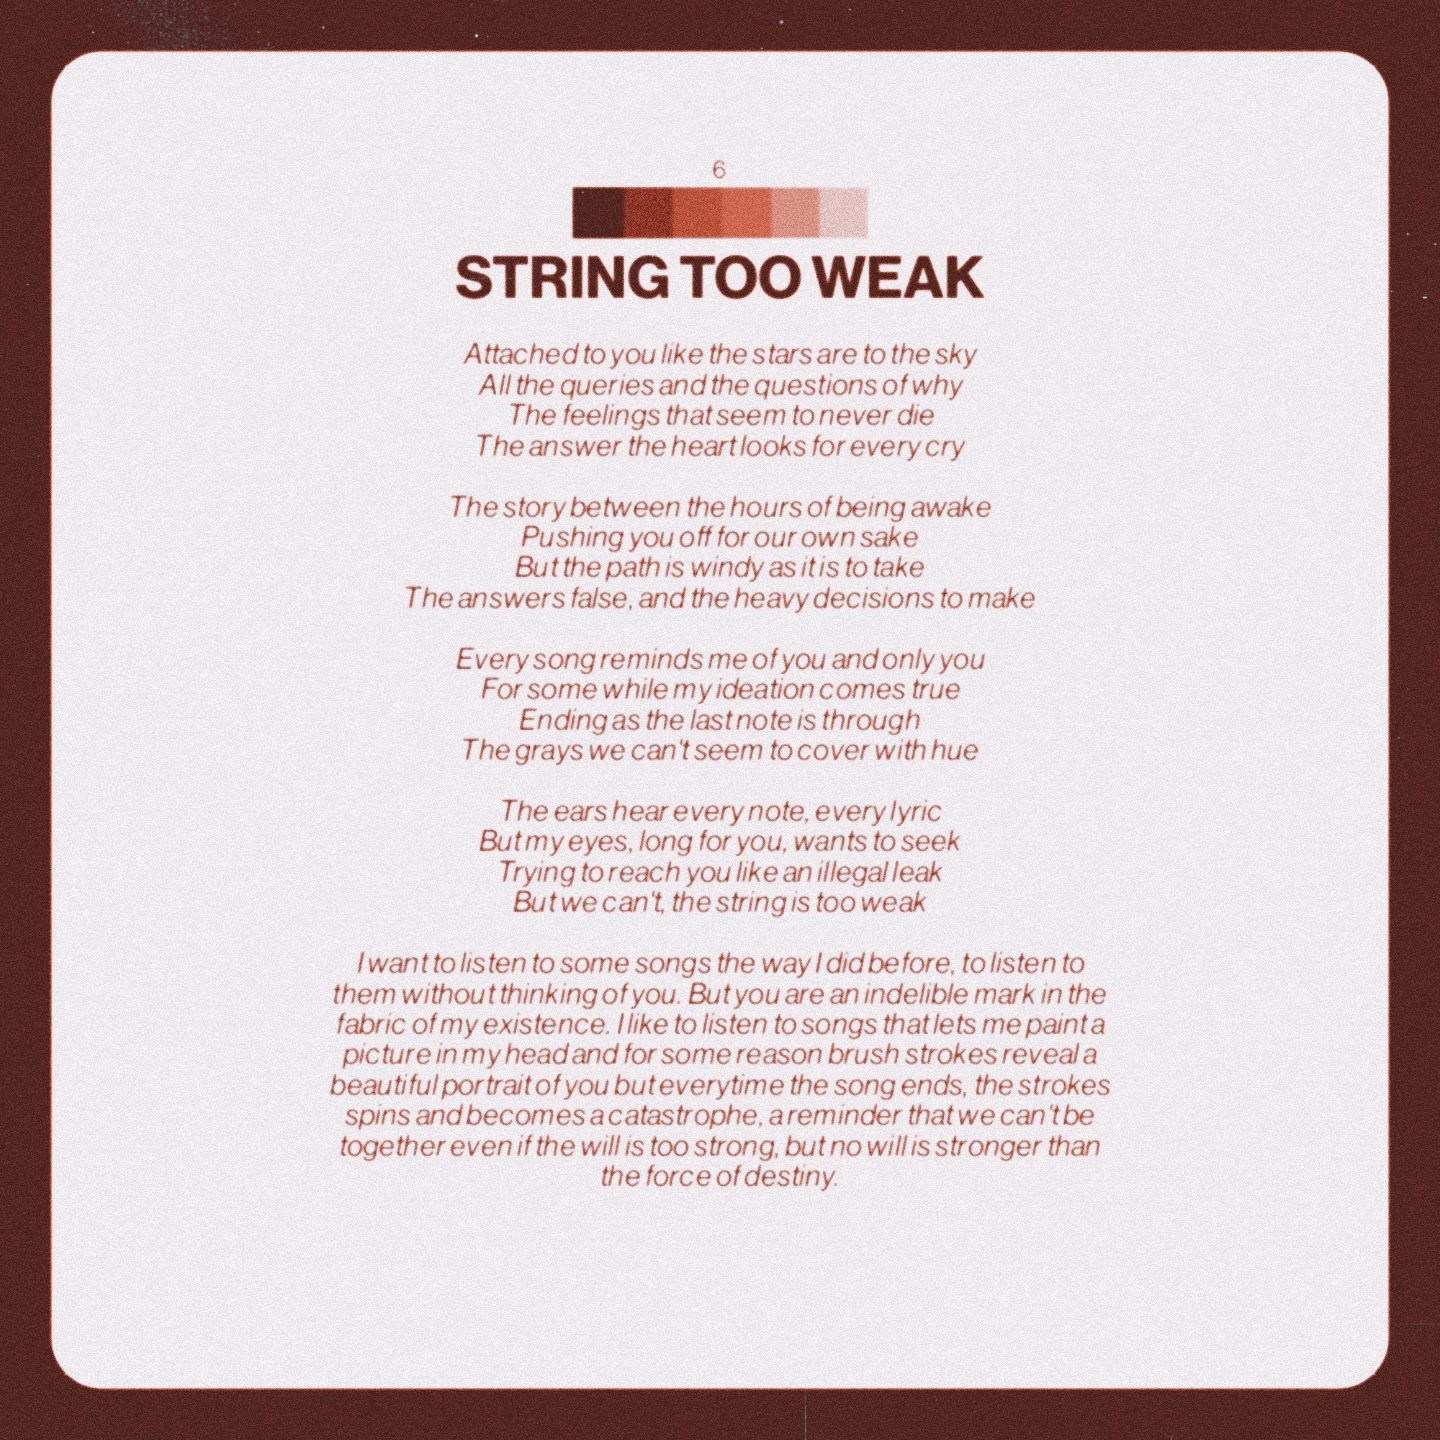 6
STRING TOO WEAK
Attached to you like the stars are to the sky
All the queries and the questions of why
The feelings that seem to never die
The answer the heart looks for every cry
The story between the hours of being awake
Pushing you off for our own sake
But the path is windy as it is to take
The answers false, and the heavy decisions to make
Every song reminds me of you and only you
For some while my ideation comes true
Ending as the last note is through
The grays we can't seem to cover with hue
The ears hear every note, every lyric
But my eyes, long for you, wants to seek
Trying to reach you like an illegal leak
But we can't, the string is too weak
I want to listen to some songs the way I did before, to listen to
them without thinking of you. But you are an indelible mark in the
fabric of my existence. I like to listen to songs that lets me paint a
picture in my head and for some reason brush strokes reveal a
beautiful portrait of you but everytime the song ends, the strokes
spins and becomes a catastrophe, a reminder that we can't be
together even if the will is too strong, but no will is stronger than
the force of destiny.